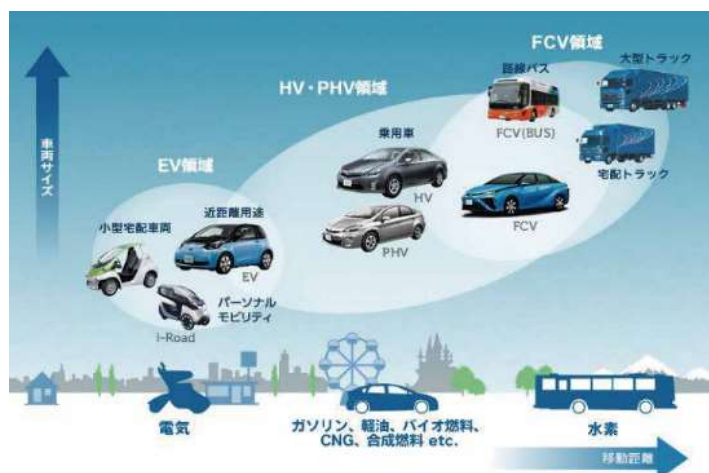 FCV領域
路線バス
大型トラック
HV・PHV領域
乗用車
FCV(BUS)
車両サイズ
EV領域
宅配トラック
HV
小型宅配車両
近距離用途
FCV
PHV
EV
パーソナル
モビリティ
i-Road
電気
ガソリン、軽油、バイオ燃料、
CNG、合成燃料 etc.
水素
移動距離